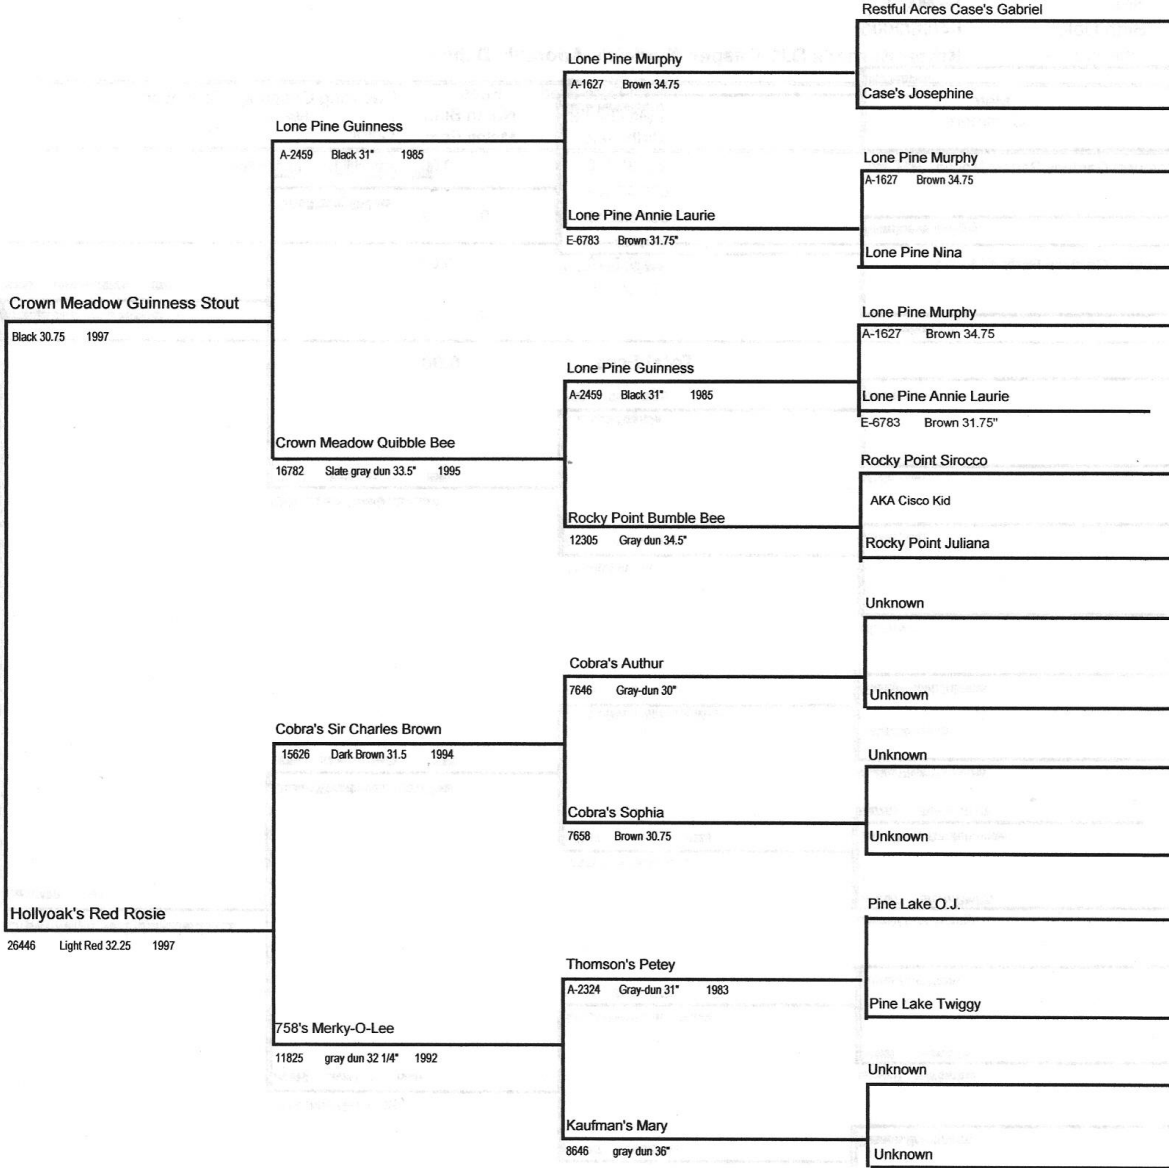 Restful Acres Case's Gabriel
Lone Pine Murphy
A-1627 Brown 34.75
Case's Josephine
Lone Pine Guinness
A-2459 Black 31" 1985
Lone Pine Murphy
A-1627 Brown 34.75
Lone Pine Annie Laurie
E-6783 Brown 31.75"
Lone Pine Nina
Crown Meadow Guinness Stout
Black 30.75 1997
Lone Pine Murphy
A-1627 Brown 34.75
Lone Pine Guinness
A-2459 Black 31" 1985
Lone Pine Annie Laurie
E-6783 Brown 31.75"
Crown Meadow Quibble Bee
16782 Slate gray dun 33.5" 1995
Rocky Point Sirocco
AKA Cisco Kid
Rocky Point Bumble Bee
12305 Gray dun 34.5"
Rocky Point Juliana
Unknown
Cobra's Authur
7646 Gray-dun 30"
Unknown
Cobra's Sir Charles Brown
15626 Dark Brown 31.5 1994
Unknown
Cobra's Sophia
7658 Brown 30.75
Unknown
Hollyoak's Red Rosie
26446 Light Red 32.25 1997
Pine Lake O.J.
Thomson's Petey
A-2324 Gray-dun 31" 1983
Pine Lake Twiggy
758's Merky-O-Lee
11825 gray dun 32 1/4" 1992
Unknown
Kaufman's Mary
8646 gray dun 36"
Unknown